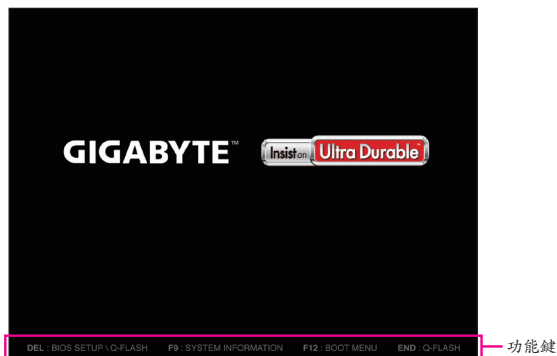 GIGABYTE™
Insist on Ultra Durable™
DEL : BIOS SETUP \ Q-FLASH F9 : SYSTEM INFORMATION F12 : BOOT MENU END : Q-FLASH
功能鍵